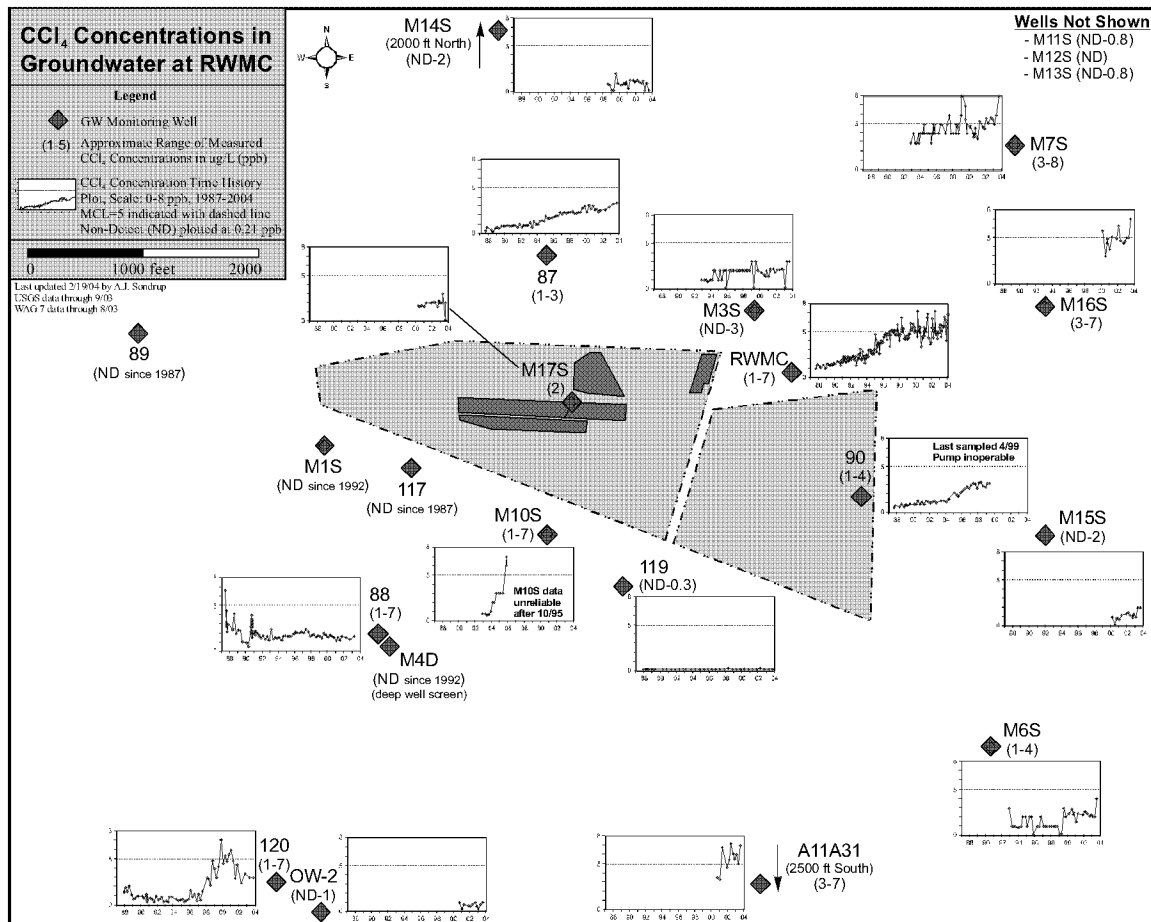 CCl₄ Concentrations in
Groundwater at RWMC
Legend
GW Monitoring Well
(1-5) Approximate Range of Measured
CCl₄ Concentrations in ug/L (ppb)
CCl₄ Concentration Time History
Plot, Scale: 0-8 ppb, 1987-2004
MCL=5 indicated with dashed line
Non-Detect (ND) plotted at 0.21 ppb
0 1000 feet 2000
Last updated 2/19/04 by A.J. Sondrup
USGS data through 9/03
WAG 7 data through 8/03
N
W E
S
M14S
(2000 ft North)
(ND-2)
Wells Not Shown
- M11S (ND-0.8)
- M12S (ND)
- M13S (ND-0.8)
M7S
(3-8)
87
(1-3)
M3S
(ND-3)
M16S
(3-7)
89
(ND since 1987)
M17S
(2)
RWMC
(1-7)
M1S
(ND since 1992)
117
(ND since 1987)
90
(1-4)
Last sampled 4/99
Pump inoperable
M15S
(ND-2)
M10S
(1-7)
M10S data
unreliable
after 10/95
119
(ND-0.3)
88
(1-7)
M4D
(ND since 1992)
(deep well screen)
M6S
(1-4)
120
(1-7)
OW-2
(ND-1)
A11A31
(2500 ft South)
(3-7)